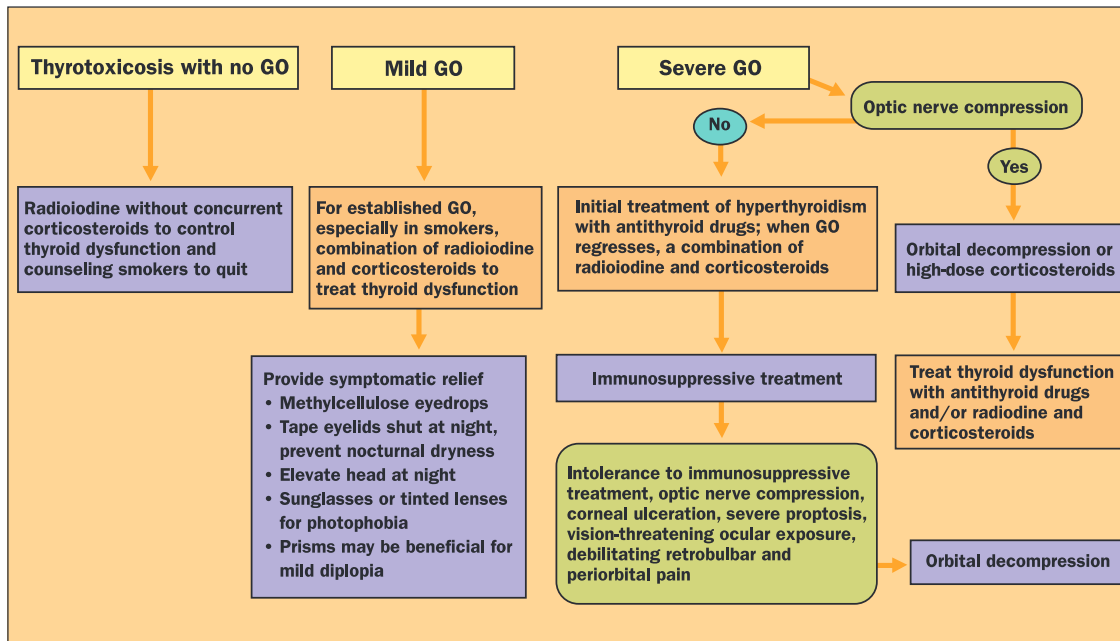 Thyrotoxicosis with no GO
Radioiodine without concurrent
corticosteroids to control
thyroid dysfunction and
counseling smokers to quit
Mild GO
For established GO,
especially in smokers,
combination of radioiodine
and corticosteroids to
treat thyroid dysfunction
Provide symptomatic relief
• Methylcellulose eyedrops
• Tape eyelids shut at night,
prevent nocturnal dryness
• Elevate head at night
• Sunglasses or tinted lenses
for photophobia
• Prisms may be beneficial for
mild diplopia
Severe GO
Optic nerve compression
No
Initial treatment of hyperthyroidism
with antithyroid drugs; when GO
regresses, a combination of
radioiodine and corticosteroids
Immunosuppressive treatment
Intolerance to immunosuppressive
treatment, optic nerve compression,
corneal ulceration, severe proptosis,
vision-threatening ocular exposure,
debilitating retrobulbar and
periorbital pain
Orbital decompression
Yes
Orbital decompression or
high-dose corticosteroids
Treat thyroid dysfunction
with antithyroid drugs
and/or radiodine and
corticosteroids